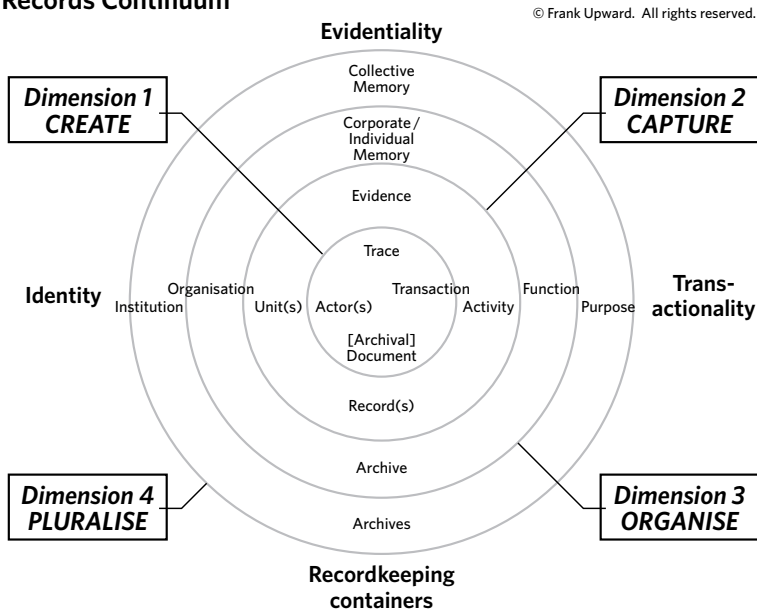 Records Continuum
© Frank Upward. All rights reserved.
Evidentiality
Collective
Memory
Dimension 1
CREATE
Dimension 2
CAPTURE
Corporate /
Individual
Memory
Evidence
Trace
Identity
Institution
Organisation
Unit(s)
Actor(s)
Transaction
Activity
Function
Purpose
Trans-
actionality
[Archival]
Document
Record(s)
Archive
Archives
Dimension 4
PLURALISE
Dimension 3
ORGANISE
Recordkeeping
containers